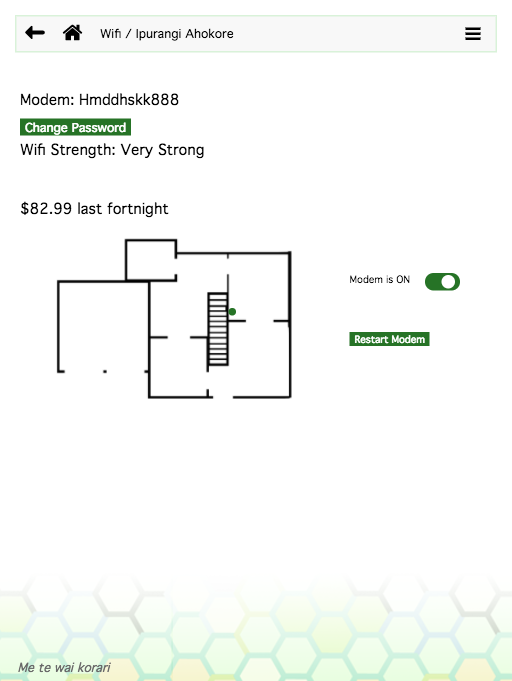 Wifi / Ipurangi Ahokore
Modem: Hmddhskk888
Change Password
Wifi Strength: Very Strong
$82.99 last fortnight
Modem is ON
Restart Modem
Me te wai korari